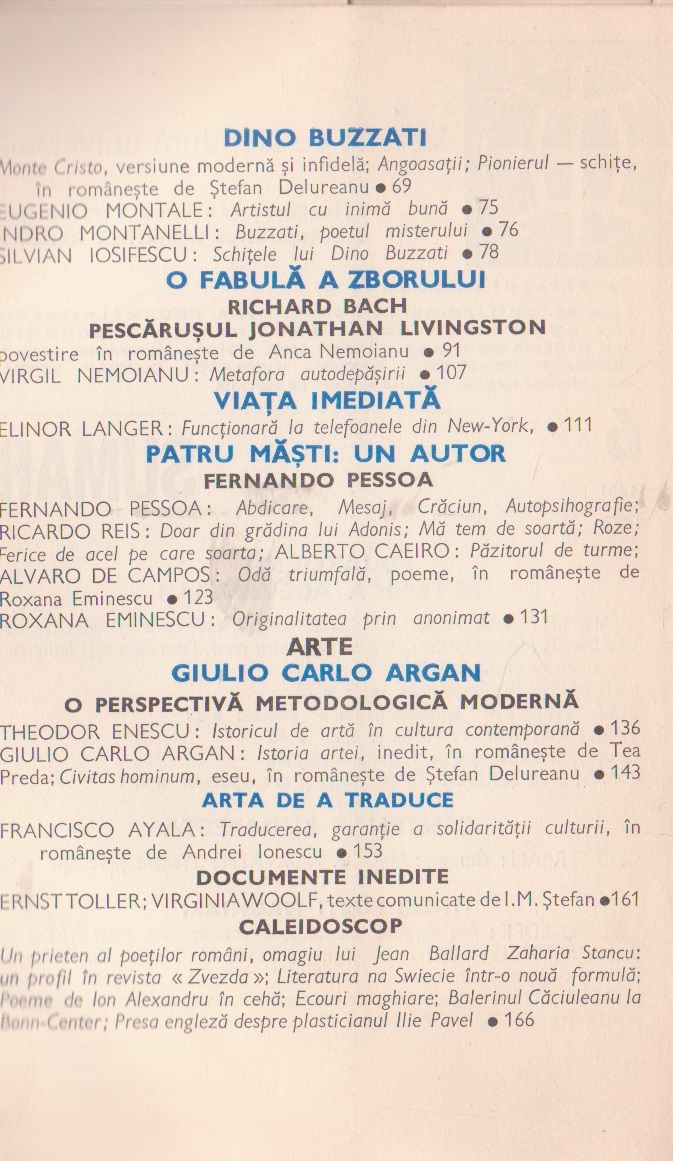 DINO BUZZATI
Monte Cristo, versiune modernă și infidelă; Angoasații; Pionierul — schițe,
în românește de Ștefan Delureanu ● 69
EUGENIO MONTALE: Artistul cu inimă bună ● 75
INDRO MONTANELLI: Buzzati, poetul misterului ● 76
SILVIAN IOSIFESCU: Schițele lui Dino Buzzati ● 78
O FABULĂ A ZBORULUI
RICHARD BACH
PESCĂRUȘUL JONATHAN LIVINGSTON
povestire în românește de Anca Nemoianu ● 91
VIRGIL NEMOIANU: Metafora autodepășirii ● 107
VIAȚA IMEDIATĂ
ELINOR LANGER: Funcționară la telefoanele din New-York, ● 111
PATRU MĂȘTI: UN AUTOR
FERNANDO PESSOA
FERNANDO PESSOA: Abdicare, Mesaj, Crăciun, Autopsihografie;
RICARDO REIS: Doar din grădina lui Adonis; Mă tem de soartă; Roze;
Ferice de acel pe care soarta; ALBERTO CAEIRO: Păzitorul de turme;
ALVARO DE CAMPOS: Odă triumfală, poeme, în românește de
Roxana Eminescu ● 123
ROXANA EMINESCU: Originalitatea prin anonimat ● 131
ARTE
GIULIO CARLO ARGAN
O PERSPECTIVĂ METODOLOGICĂ MODERNĂ
THEODOR ENESCU: Istoricul de artă în cultura contemporană ● 136
GIULIO CARLO ARGAN: Istoria artei, inedit, în românește de Tea
Preda; Civitas hominum, eseu, în românește de Ștefan Delureanu ● 143
ARTA DE A TRADUCE
FRANCISCO AYALA: Traducerea, garanție a solidarității culturii, în
românește de Andrei Ionescu ● 153
DOCUMENTE INEDITE
ERNST TOLLER; VIRGINIA WOOLF, texte comunicate de I.M. Ștefan ● 161
CALEIDOSCOP
Un prieten al poeților români, omagiu lui Jean Ballard Zaharia Stancu:
un profil în revista « Zvezda »; Literatura na Swiecie într-o nouă formulă;
Poeme de Ion Alexandru în cehă; Ecouri maghiare; Balerinul Căciuleanu la
Bonn-Center; Presa engleză despre plasticianul Ilie Pavel ● 166